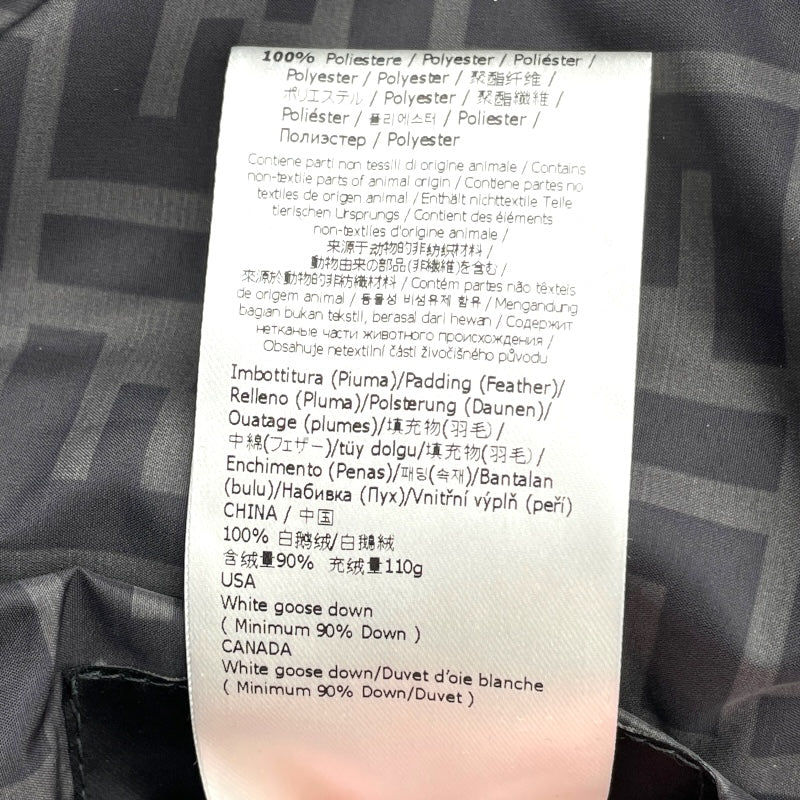 100% Poliestere / Polyester / Poliéster /
Polyester / Polyester / 聚酯纤维 /
ポリエステル / Polyester / 聚酯纖維 /
Poliéster / 폴리에스터 / Poliester /
Полиэстер / Polyester
Contiene parti non tessili di origine animale / Contains
non-textile parts of animal origin / Contiene partes no
textiles de origen animal / Enthält nichttextile Teile
tierischen Ursprungs / Contient des éléments
non-textiles d'origine animale /
来源于动物的非纺织材料 /
動物由来の部品(非繊維)を含む /
來源於動物的非紡織材料 / Contém partes não têxteis
de origem animal / 동물성 비섬유제 함유 / Mengandung
bagian bukan tekstil, berasal dari hewan / Содержит
нетканые части животного происхождения /
Obsahuje netextilní části živočišného původu
Imbottitura (Piuma)/Padding (Feather)/
Relleno (Pluma)/Polsterung (Daunen)/
Ouatage (plumes)/填充物(羽毛)/
中綿(フェザー)/tüy dolgu/填充物(羽毛)/
Enchimento (Penas)/패딩(속재)/Bantalan
(bulu)/Набивка (Пух)/Vnitřní výplň (peří)
CHINA / 中国
100% 白鹅绒/白鵝絨
含绒量90% 充绒量110g
USA
White goose down
( Minimum 90% Down )
CANADA
White goose down/Duvet d'oie blanche
( Minimum 90% Down/Duvet )